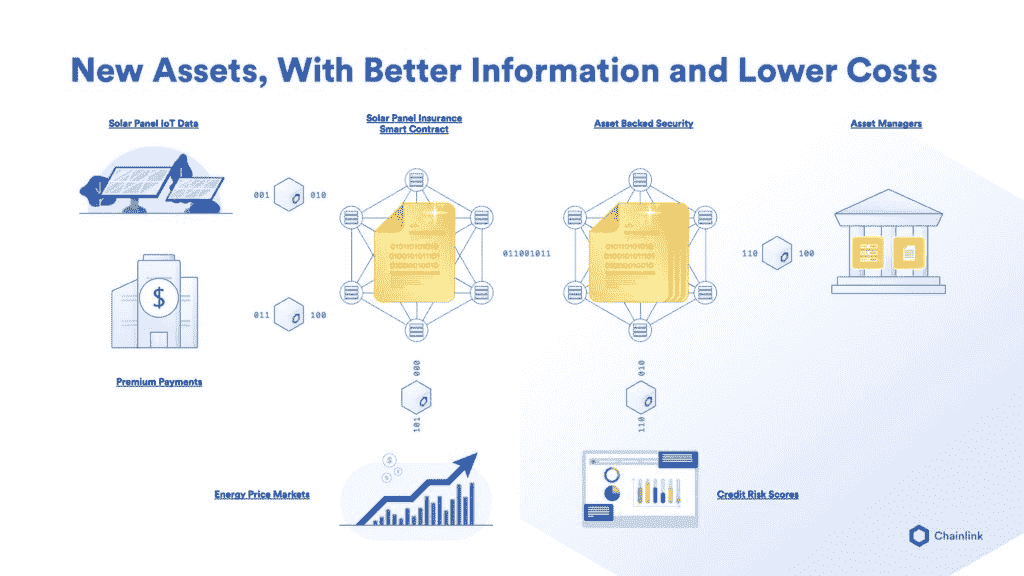 New Assets, With Better Information and Lower Costs
Solar Panel IoT Data
Solar Panel Insurance
Smart Contract
Asset Backed Security
Asset Managers
001
010
011001011
110
100
$
011
100
Premium Payments
000
101
010
110
Energy Price Markets
Credit Risk Scores
Chainlink